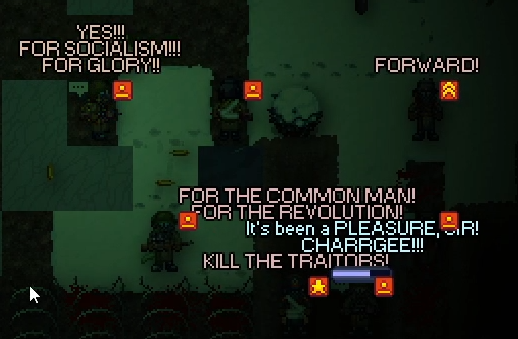 YES!!!
FOR SOCIALISM!!!
FOR GLORY!!
FORWARD!
FOR THE COMMON MAN!
FOR THE REVOLUTION!
It's been a PLEASURE, SIR!
CHARRGEE!!!
KILL THE TRAITORS!